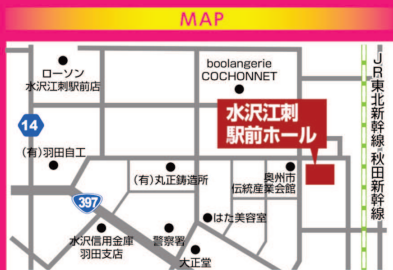 MAP
ローソン
水沢江刺駅前店
boolangerie
COCHONNET
水沢江刺
駅前ホール
JR東北新幹線・秋田新幹線
14
(有)羽田自工
(有)丸正鋳造所
奥州市
伝統産業会館
397
はた美容室
水沢信用金庫
羽田支店
警察署
大正堂